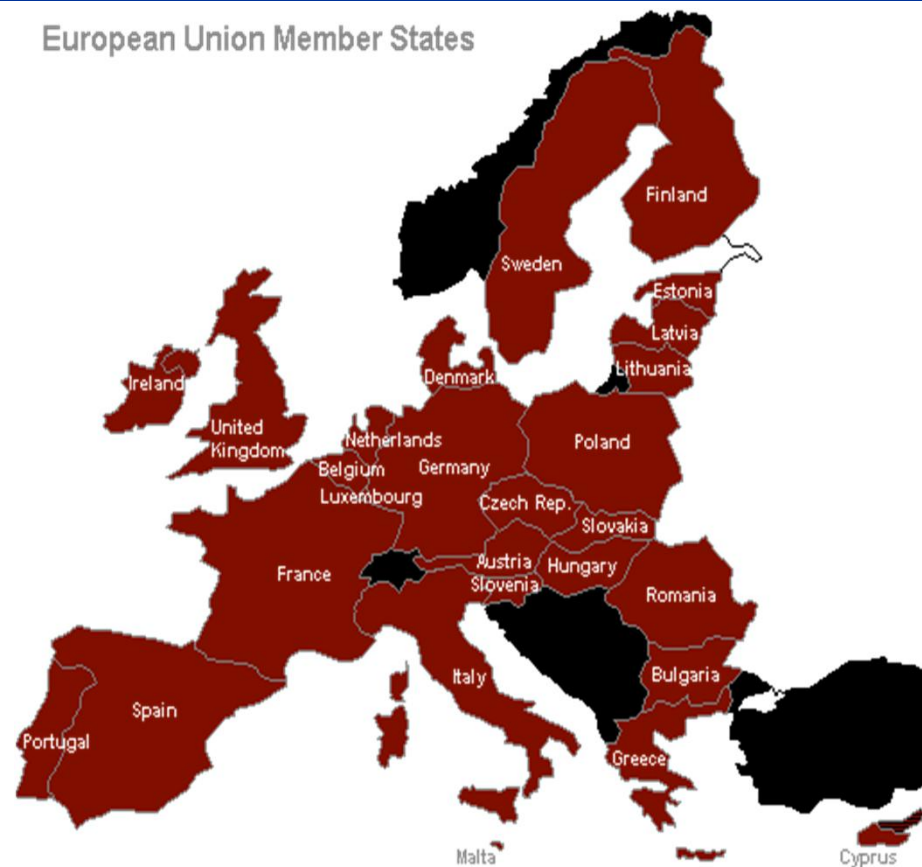 European Union Member States
Finland
Sweden
Estonia
Latvia
Lithuania
Denmark
Ireland
United
Kingdom
Netherlands
Belgium
Luxembourg
Germany
Poland
Czech Rep.
Slovakia
Austria
Hungary
Slovenia
France
Romania
Italy
Bulgaria
Spain
Portugal
Greece
Malta
Cyprus